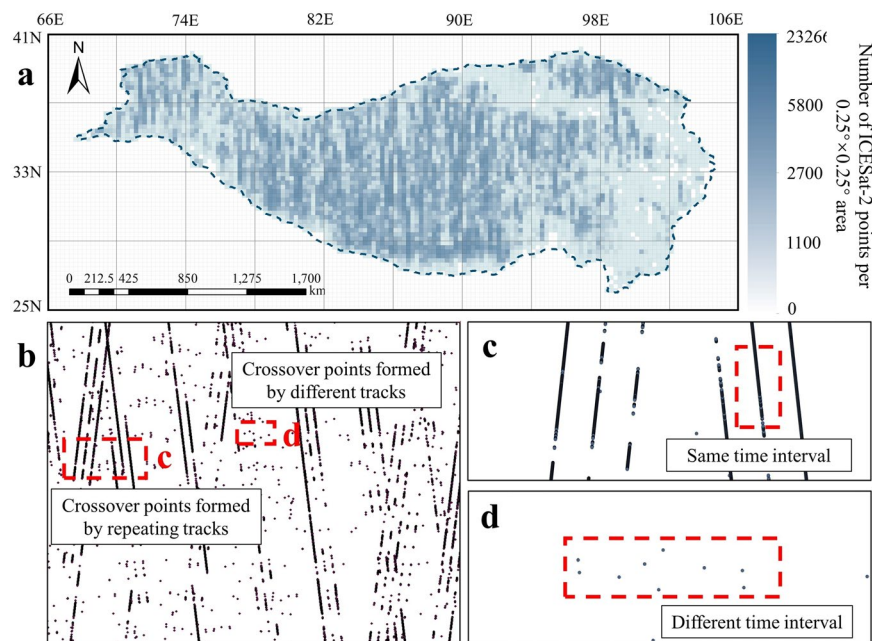 66E 74E 82E 90E 98E 106E
41N
33N
25N
a
N
0 212.5 425 850 1,275 1,700
km
23266
5800
2700
1100
0
Number of ICESat-2 points per
0.25°×0.25° area
b
Crossover points formed
by different tracks
d
c
Crossover points formed
by repeating tracks
c
Same time interval
d
Different time interval